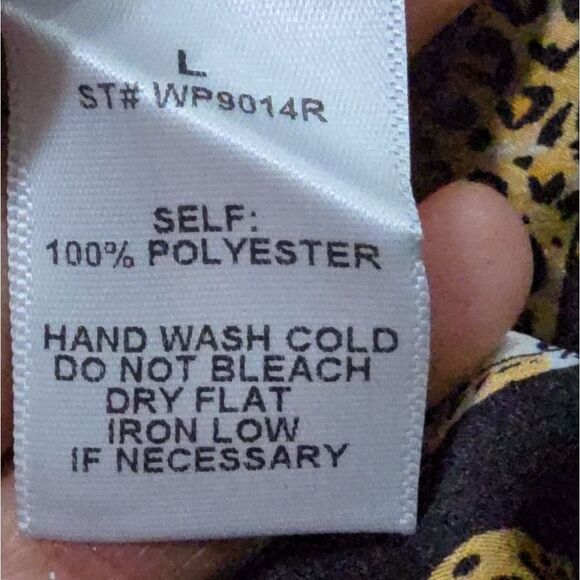 L
ST# WP9014R
SELF:
100% POLYESTER
HAND WASH COLD
DO NOT BLEACH
DRY FLAT
IRON LOW
IF NECESSARY